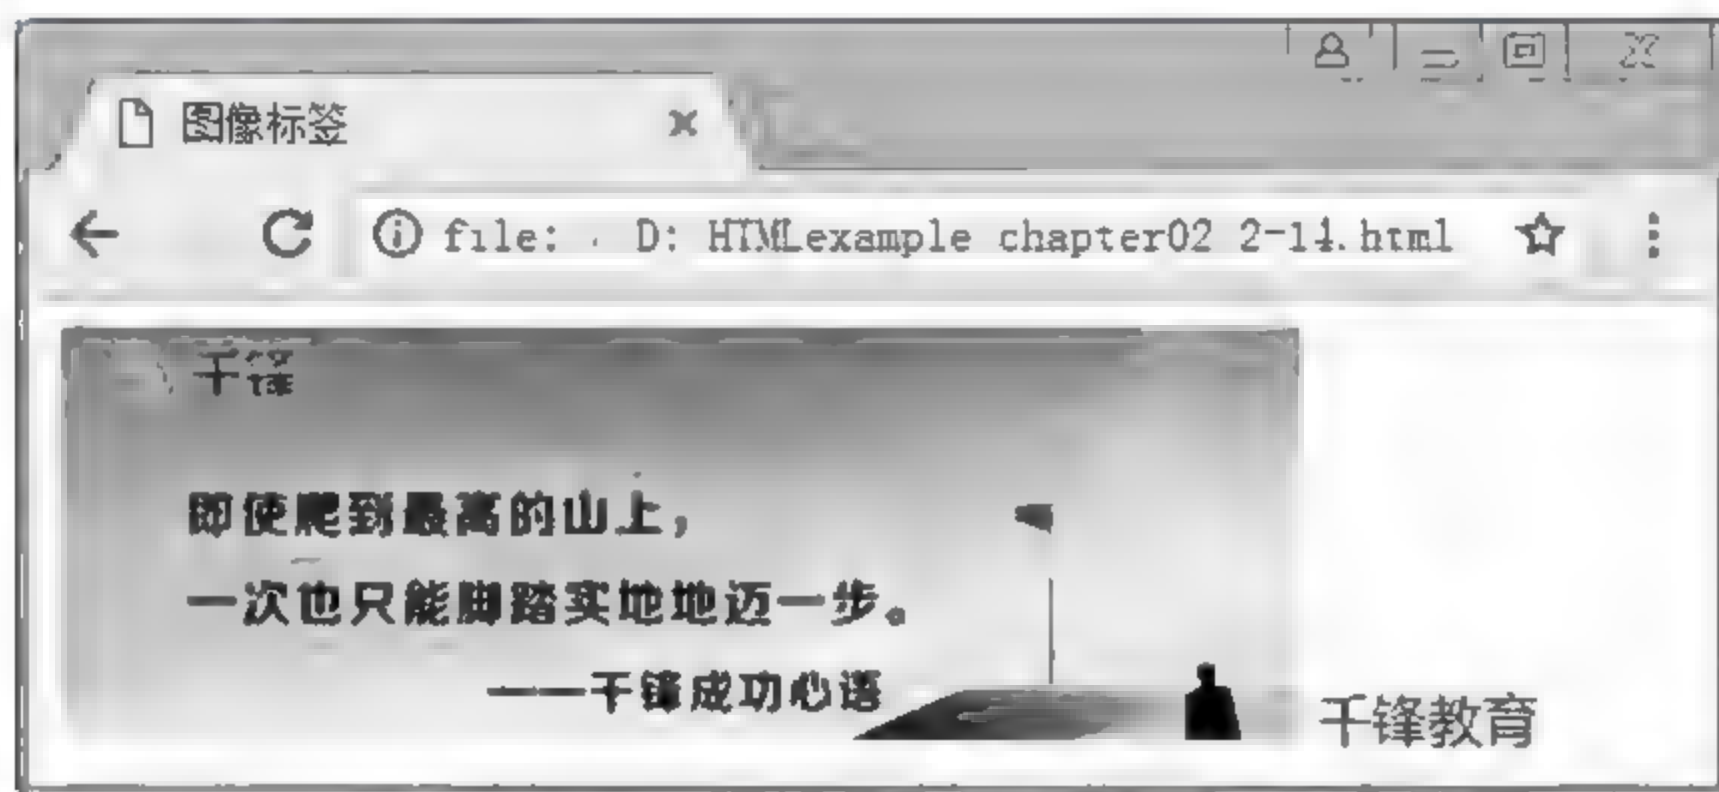 图像标签
file: D: HTMLexample chapter02 2-14.html
千锋
即使爬到最高的山上，
一次也只能脚踏实地地迈一步。
——千锋成功心语
千锋教育